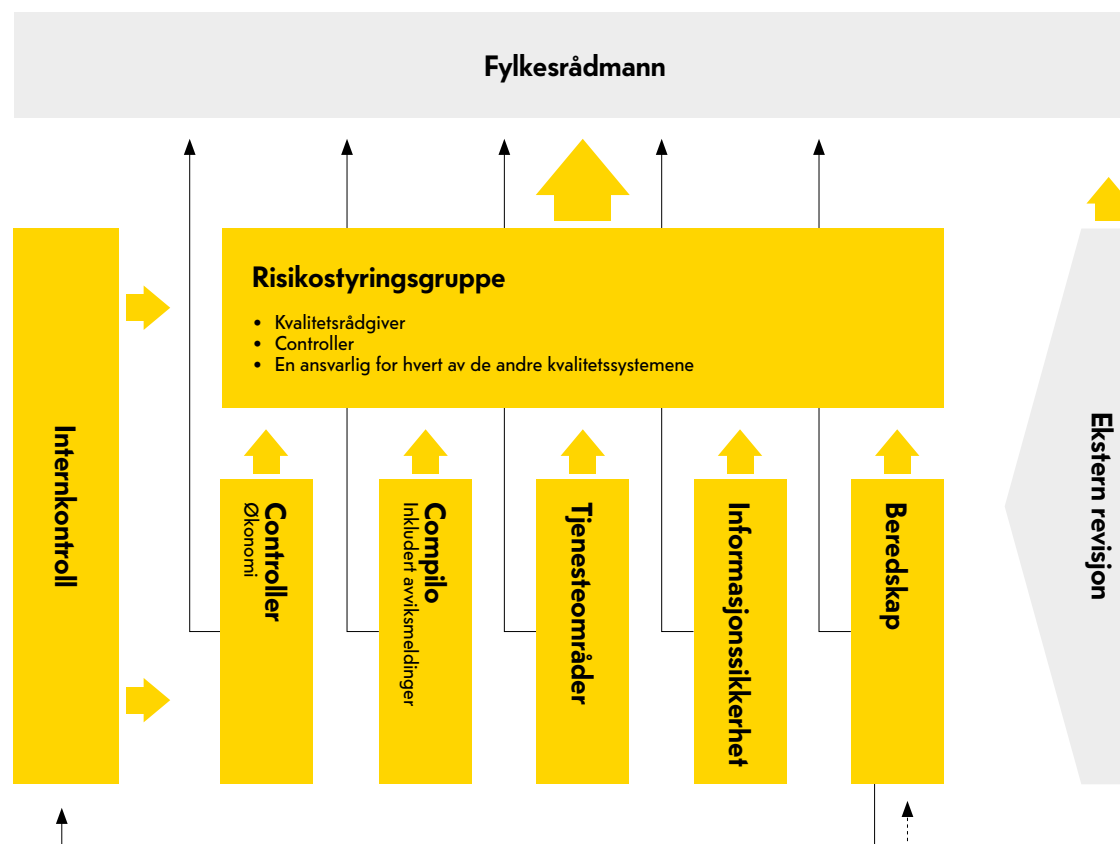 Fylkesrådmann
Risikostyringsgruppe
• Kvalitetsrådgiver
• Controller
• En ansvarlig for hvert av de andre kvalitetssystemene
Internkontroll
Controller
Økonomi
Compilo
Inkludert avviksmeldinger
Tjenesteområder
Informasjonssikkerhet
Beredskap
Ekstern revisjon